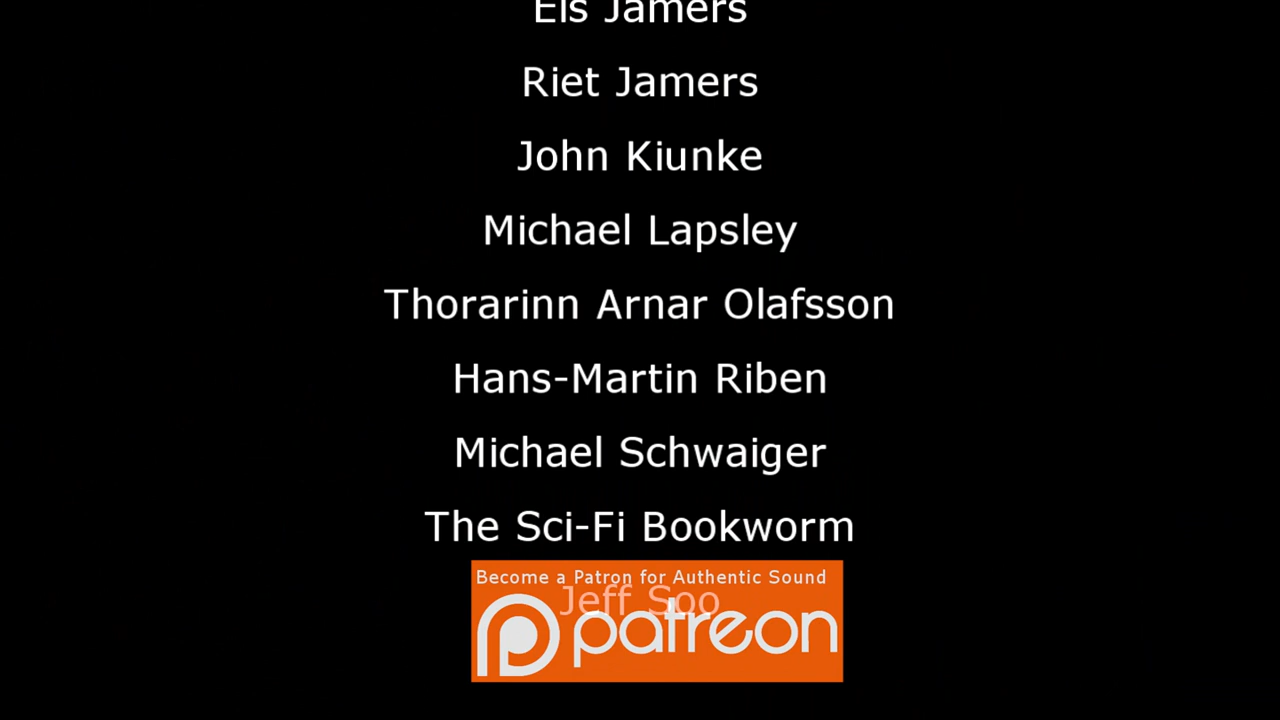 Els Jamers
Riet Jamers
John Kiunke
Michael Lapsley
Thorarinn Arnar Olafsson
Hans-Martin Riben
Michael Schwaiger
The Sci-Fi Bookworm
Become a Patron for Authentic Sound
Jeff Soo
patreon